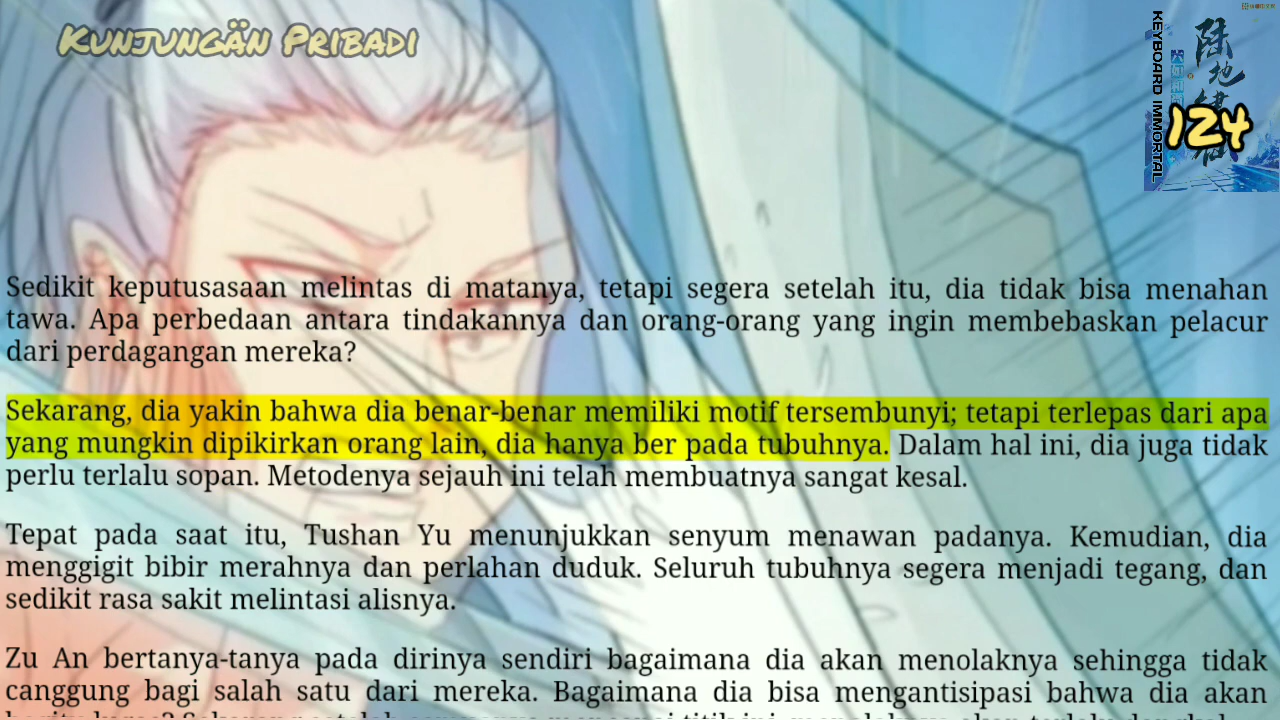 Kunjungän Pribadi
KEYBOARD IMMORTAL
陸地鍵仙
124
Sedikit keputusasaan melintas di matanya, tetapi segera setelah itu, dia tidak bisa menahan
tawa. Apa perbedaan antara tindakannya dan orang-orang yang ingin membebaskan pelacur
dari perdagangan mereka?
Sekarang, dia yakin bahwa dia benar-benar memiliki motif tersembunyi; tetapi terlepas dari apa
yang mungkin dipikirkan orang lain, dia hanya ber pada tubuhnya. Dalam hal ini, dia juga tidak
perlu terlalu sopan. Metodenya sejauh ini telah membuatnya sangat kesal.
Tepat pada saat itu, Tushan Yu menunjukkan senyum menawan padanya. Kemudian, dia
menggigit bibir merahnya dan perlahan duduk. Seluruh tubuhnya segera menjadi tegang, dan
sedikit rasa sakit melintasi alisnya.
Zu An bertanya-tanya pada dirinya sendiri bagaimana dia akan menolaknya sehingga tidak
canggung bagi salah satu dari mereka. Bagaimana dia bisa mengantisipasi bahwa dia akan